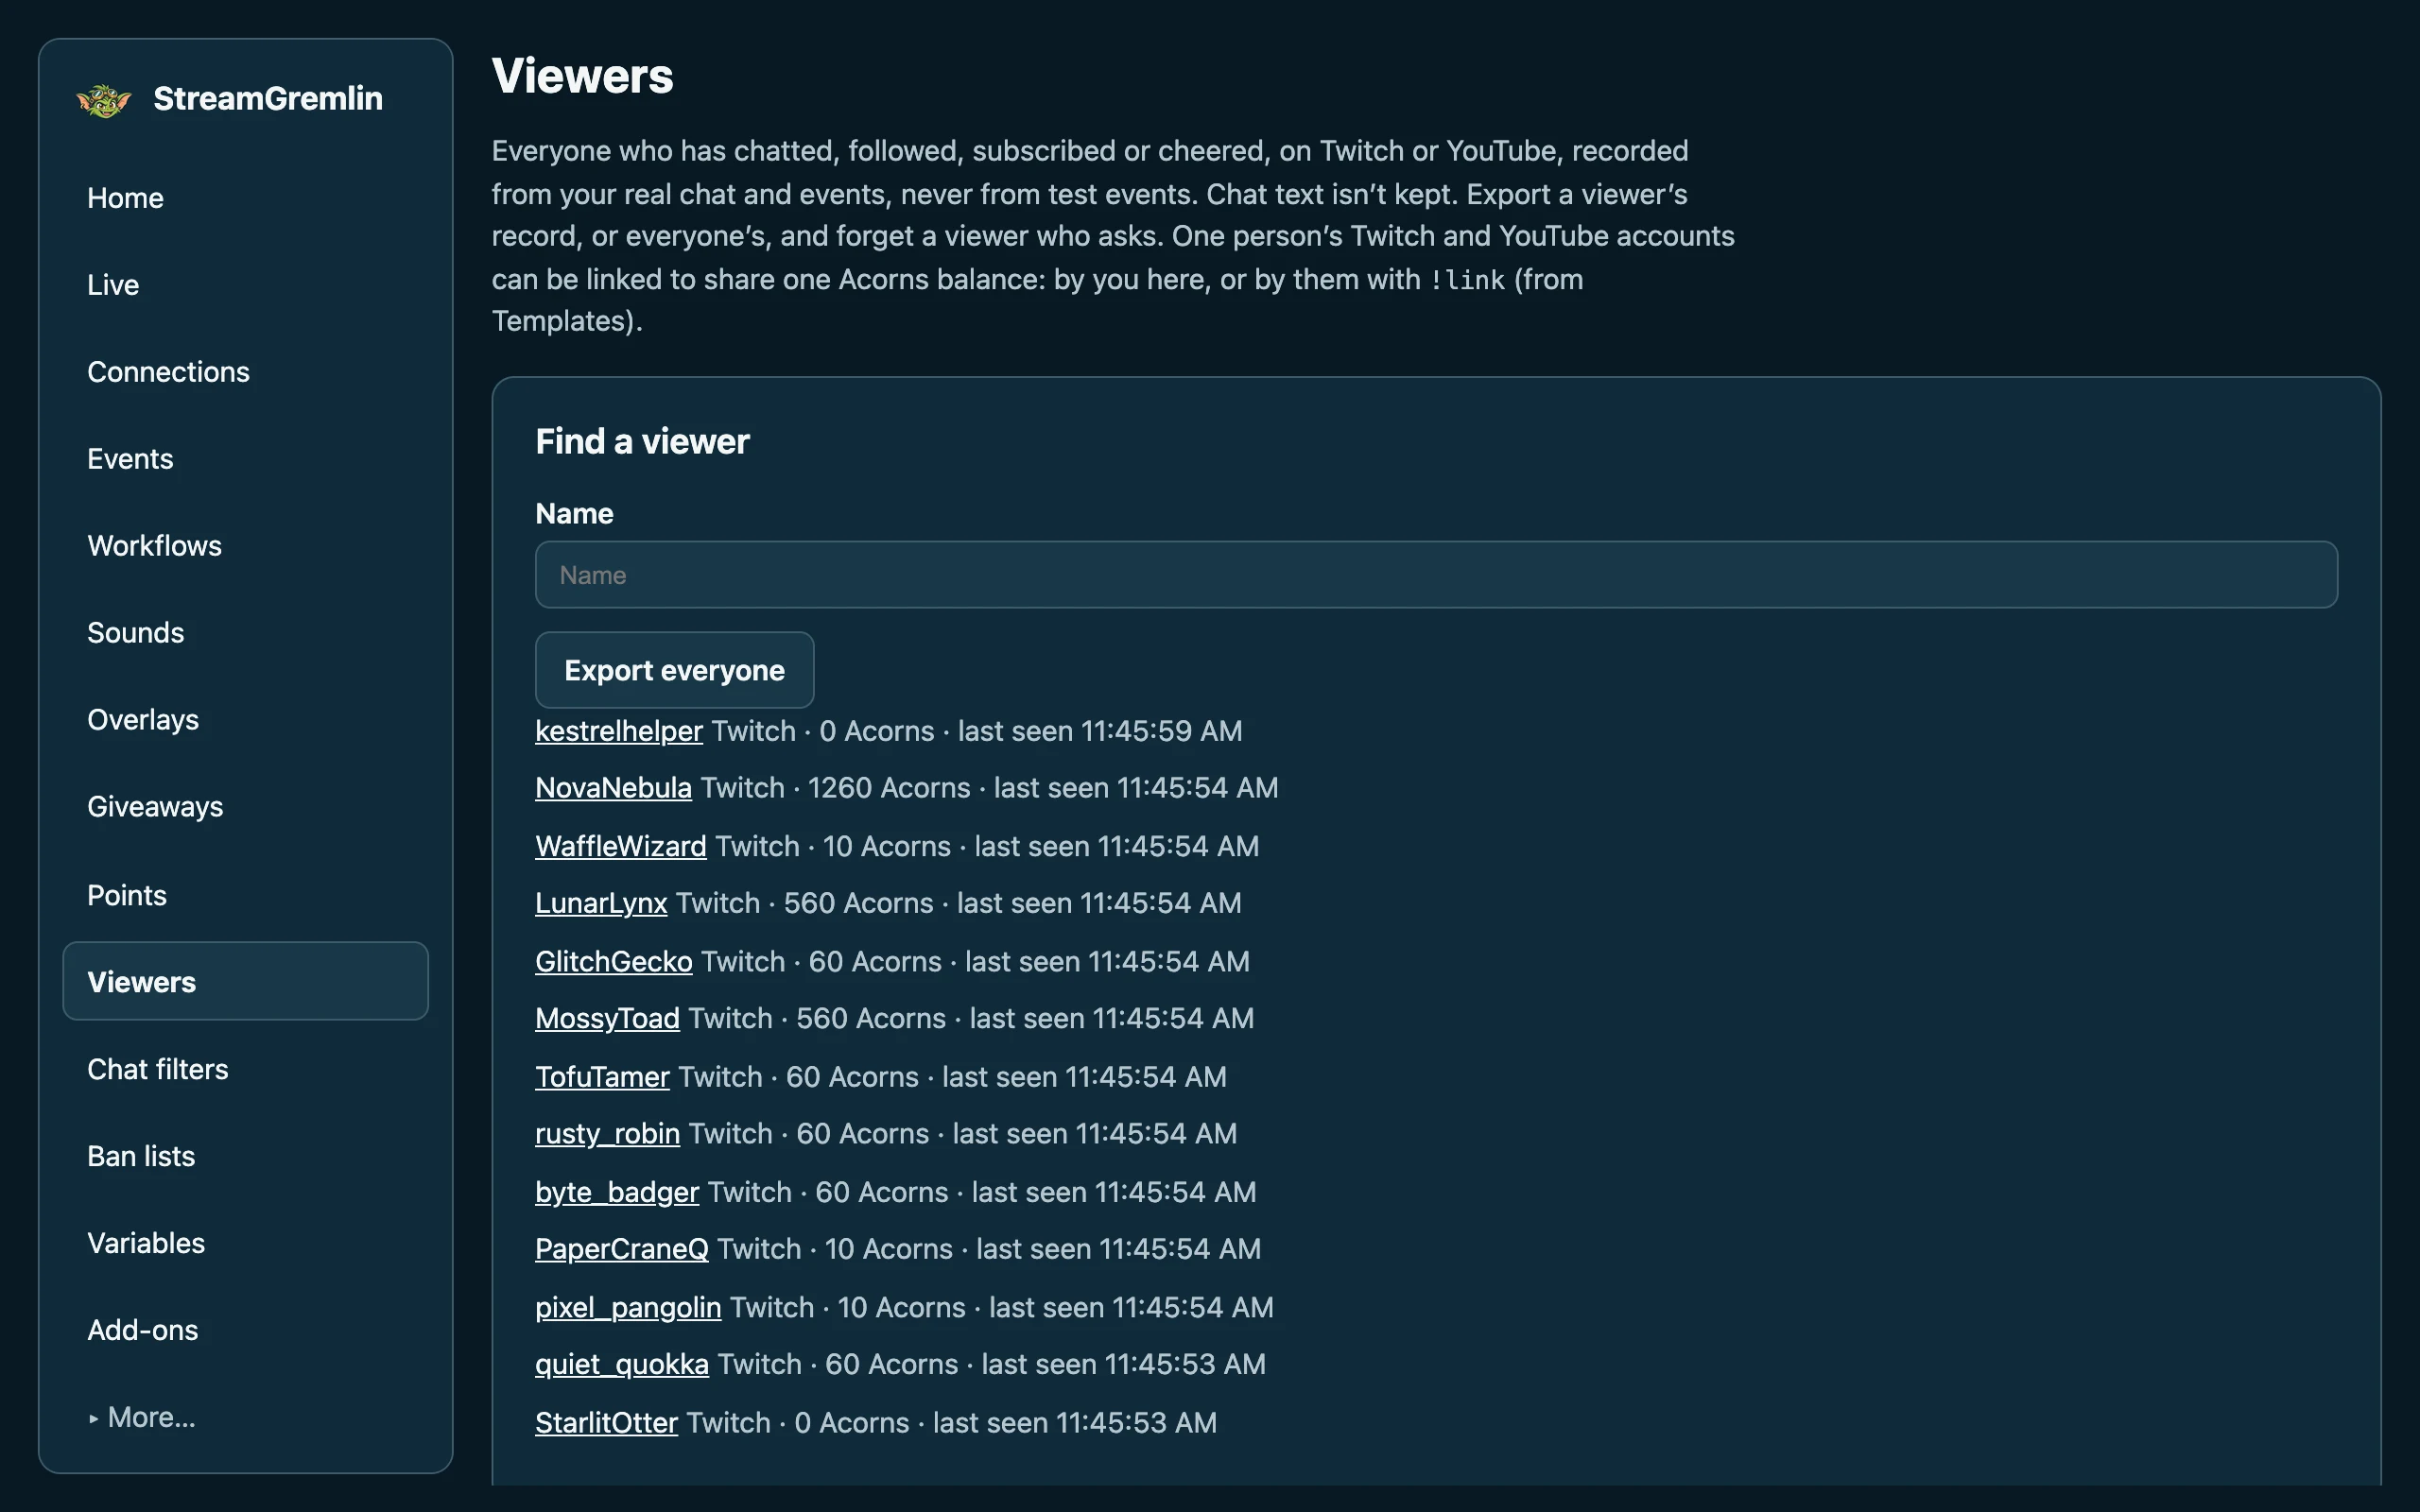 StreamGremlin
Home
Live
Connections
Events
Workflows
Sounds
Overlays
Giveaways
Points
Viewers
Chat filters
Ban lists
Variables
Add-ons
▸ More...
Viewers
Everyone who has chatted, followed, subscribed or cheered, on Twitch or YouTube, recorded
from your real chat and events, never from test events. Chat text isn’t kept. Export a viewer’s
record, or everyone’s, and forget a viewer who asks. One person’s Twitch and YouTube accounts
can be linked to share one Acorns balance: by you here, or by them with !link (from
Templates).
Find a viewer
Name
Name
Export everyone
kestrelhelper Twitch · 0 Acorns · last seen 11:45:59 AM
NovaNebula Twitch · 1260 Acorns · last seen 11:45:54 AM
WaffleWizard Twitch · 10 Acorns · last seen 11:45:54 AM
LunarLynx Twitch · 560 Acorns · last seen 11:45:54 AM
GlitchGecko Twitch · 60 Acorns · last seen 11:45:54 AM
MossyToad Twitch · 560 Acorns · last seen 11:45:54 AM
TofuTamer Twitch · 60 Acorns · last seen 11:45:54 AM
rusty_robin Twitch · 60 Acorns · last seen 11:45:54 AM
byte_badger Twitch · 60 Acorns · last seen 11:45:54 AM
PaperCraneQ Twitch · 10 Acorns · last seen 11:45:54 AM
pixel_pangolin Twitch · 10 Acorns · last seen 11:45:54 AM
quiet_quokka Twitch · 60 Acorns · last seen 11:45:53 AM
StarlitOtter Twitch · 0 Acorns · last seen 11:45:53 AM